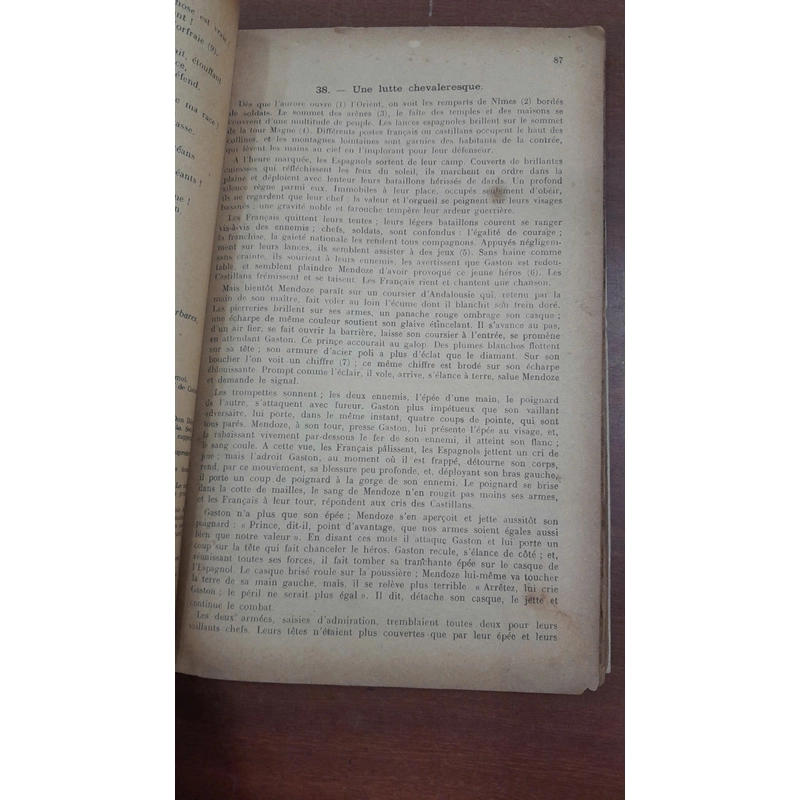 nose est vraie !
ent !
orfraie (9).
ait, étouffant
ce,
éfend.
ma race !
asse.
éans
éants !
n
rbares,
gnol.
87
38. — Une lutte chevaleresque.
Dès que l'aurore ouvre (1) l'Orient, on voit les remparts de Nîmes (2) bordés
de soldats. Le sommet des arènes (3), le faîte des temples et des maisons se
couvrent d'une multitude de peuple. Les lances espagnoles brillent sur le sommet
de la tour Magne (4). Différents postes français ou castillans occupent le haut des
collines, et les montagnes lointaines sont garnies des habitants de la contrée,
qui lèvent les mains au ciel en l'implorant pour leur défenseur.
A l'heure marquée, les Espagnols sortent de leur camp. Couverts de brillantes
cuirasses qui réfléchissent les feux du soleil, ils marchent en ordre dans la
plaine et déploient avec lenteur leurs bataillons hérissés de dards. Un profond
silence règne parmi eux. Immobiles à leur place, occupés seulement d'obéir,
ils ne regardent que leur chef ; la valeur et l'orgueil se peignent sur leurs visages
basanés ; une gravité noble et farouche tempère leur ardeur guerrière.
Les Français quittent leurs tentes ; leurs légers bataillons courent se ranger
vis-à-vis des ennemis ; chefs, soldats, sont confondus : l'égalité de courage ;
la franchise, la gaieté nationale les rendent tous compagnons. Appuyés négligem-
ment sur leurs lances, ils semblent assister à des jeux (5). Sans haine comme
sans crainte, ils sourient à leurs ennemis, les avertissent que Gaston est redou-
table, et semblent plaindre Mendoze d'avoir provoqué ce jeune héros (6). Les
Castillans frémissent et se taisent. Les Français rient et chantent une chanson.
Mais bientôt Mendoze paraît sur un coursier d'Andalousie qui, retenu par la
main de son maître, fait voler au loin l'écume dont il blanchit son frein doré.
Les pierreries brillent sur ses armes, un panache rouge ombrage son casque ;
une écharpe de même couleur soutient son glaive étincelant. Il s'avance au pas,
d'un air fier, se fait ouvrir la barrière, laisse son coursier à l'entrée, se promène
en attendant Gaston. Ce prince accourait au galop. Des plumes blanches flottent
sur sa tête ; son armure d'acier poli a plus d'éclat que le diamant. Sur son
bouclier l'on voit un chiffre (7) ; ce même chiffre est brodé sur son écharpe
éblouissante. Prompt comme l'éclair, il vole, arrive, s'élance à terre, salue Mendoze
et demande le signal.
Les trompettes sonnent ; les deux ennemis, l'épée d'une main, le poignard
de l'autre, s'attaquent avec fureur. Gaston plus impétueux que son vaillant
adversaire, lui porte, dans le même instant, quatre coups de pointe, qui sont
tous parés. Mendoze, à son tour, presse Gaston, lui présente l'épée au visage, et,
la rabaissant vivement par-dessous le fer de son ennemi, il atteint son flanc ;
le sang coule. A cette vue, les Français pâlissent, les Espagnols jettent un cri de
joie ; mais l'adroit Gaston, au moment où il est frappé, détourne son corps,
rend, par ce mouvement, sa blessure peu profonde, et, déployant son bras gauche,
il porte un coup de poignard à la gorge de son ennemi. Le poignard se brise
dans la cotte de mailles, le sang de Mendoze n'en rougit pas moins ses armes,
et les Français à leur tour, répondent aux cris des Castillans.
Gaston n'a plus que son épée ; Mendoze s'en aperçoit et jette aussitôt son
poignard : « Prince, dit-il, point d'avantage, que nos armes soient égales aussi
bien que notre valeur ». En disant ces mots il attaque Gaston et lui porte un
coup sur la tête qui fait chanceler le héros. Gaston recule, s'élance de côté ; et,
réunissant toutes ses forces, il fait tomber sa tranchante épée sur le casque de
l'Espagnol. Le casque brisé roule sur la poussière ; Mendoze lui-même va toucher
la terre de sa main gauche, mais, il se relève plus terrible « Arrêtez, lui crie
Gaston ; le péril ne serait plus égal ». Il dit, détache son casque, le jette et
continue le combat.
Les deux armées, saisies d'admiration, tremblaient toutes deux pour leurs
vaillants chefs. Leurs têtes n'étaient plus couvertes que par leur épée et leurs